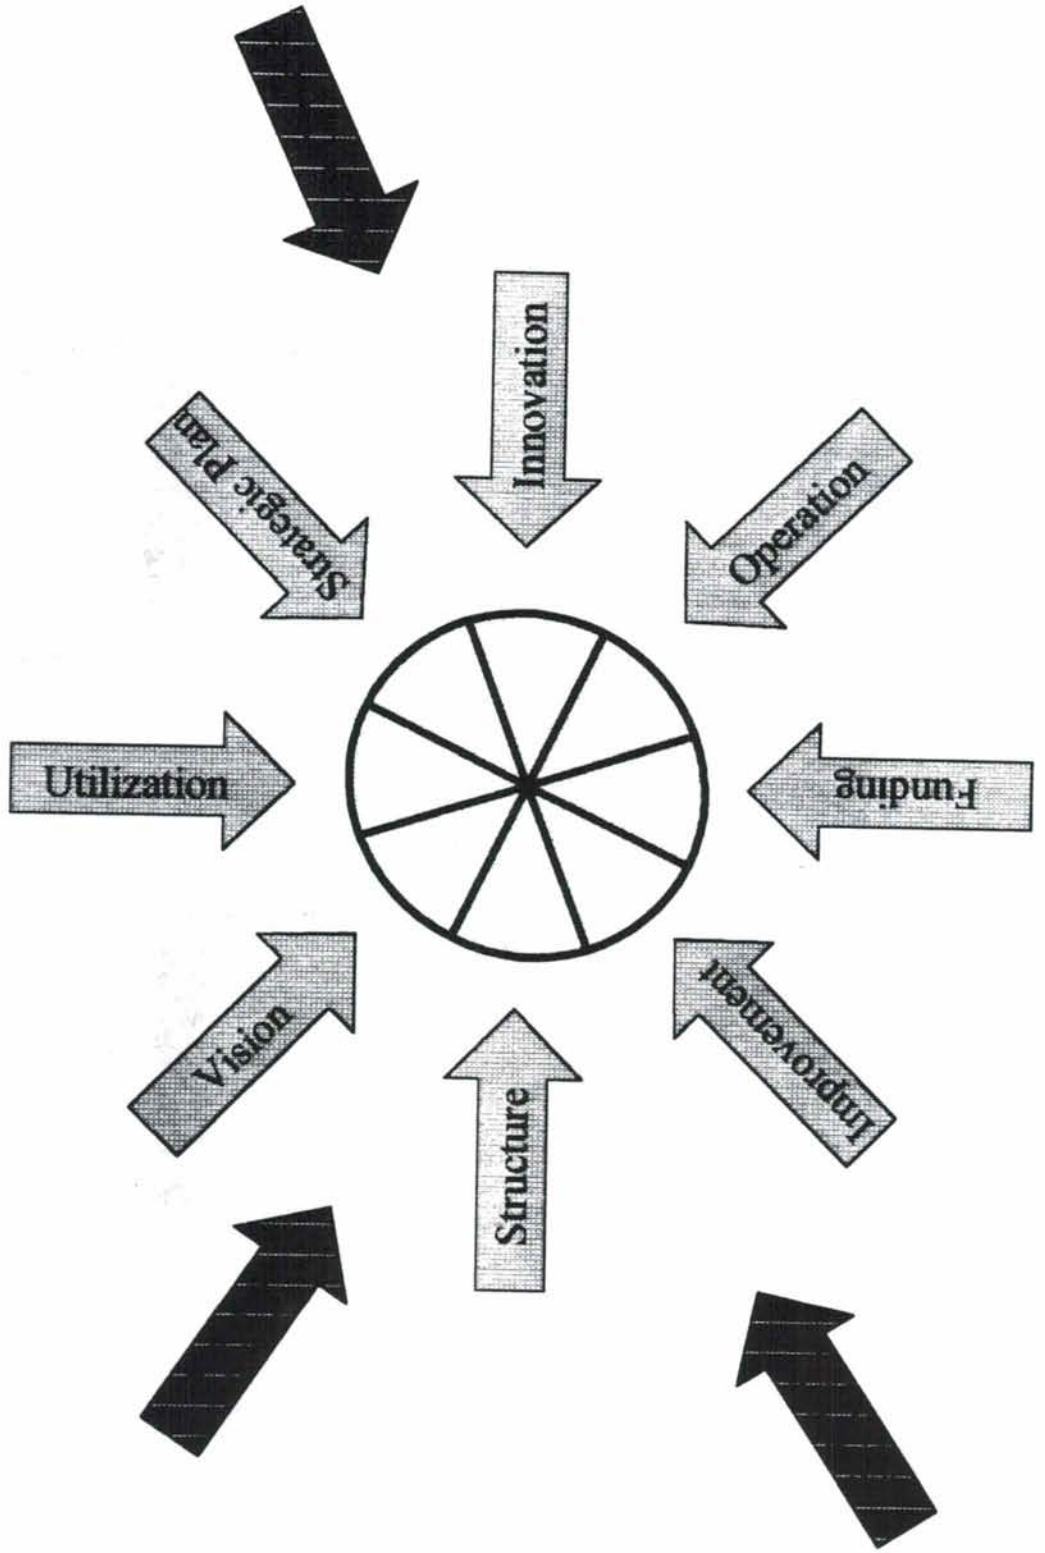 Innovation
Operation
Funding
Improvement
Structure
Vision
Utilization
Strategic Plan